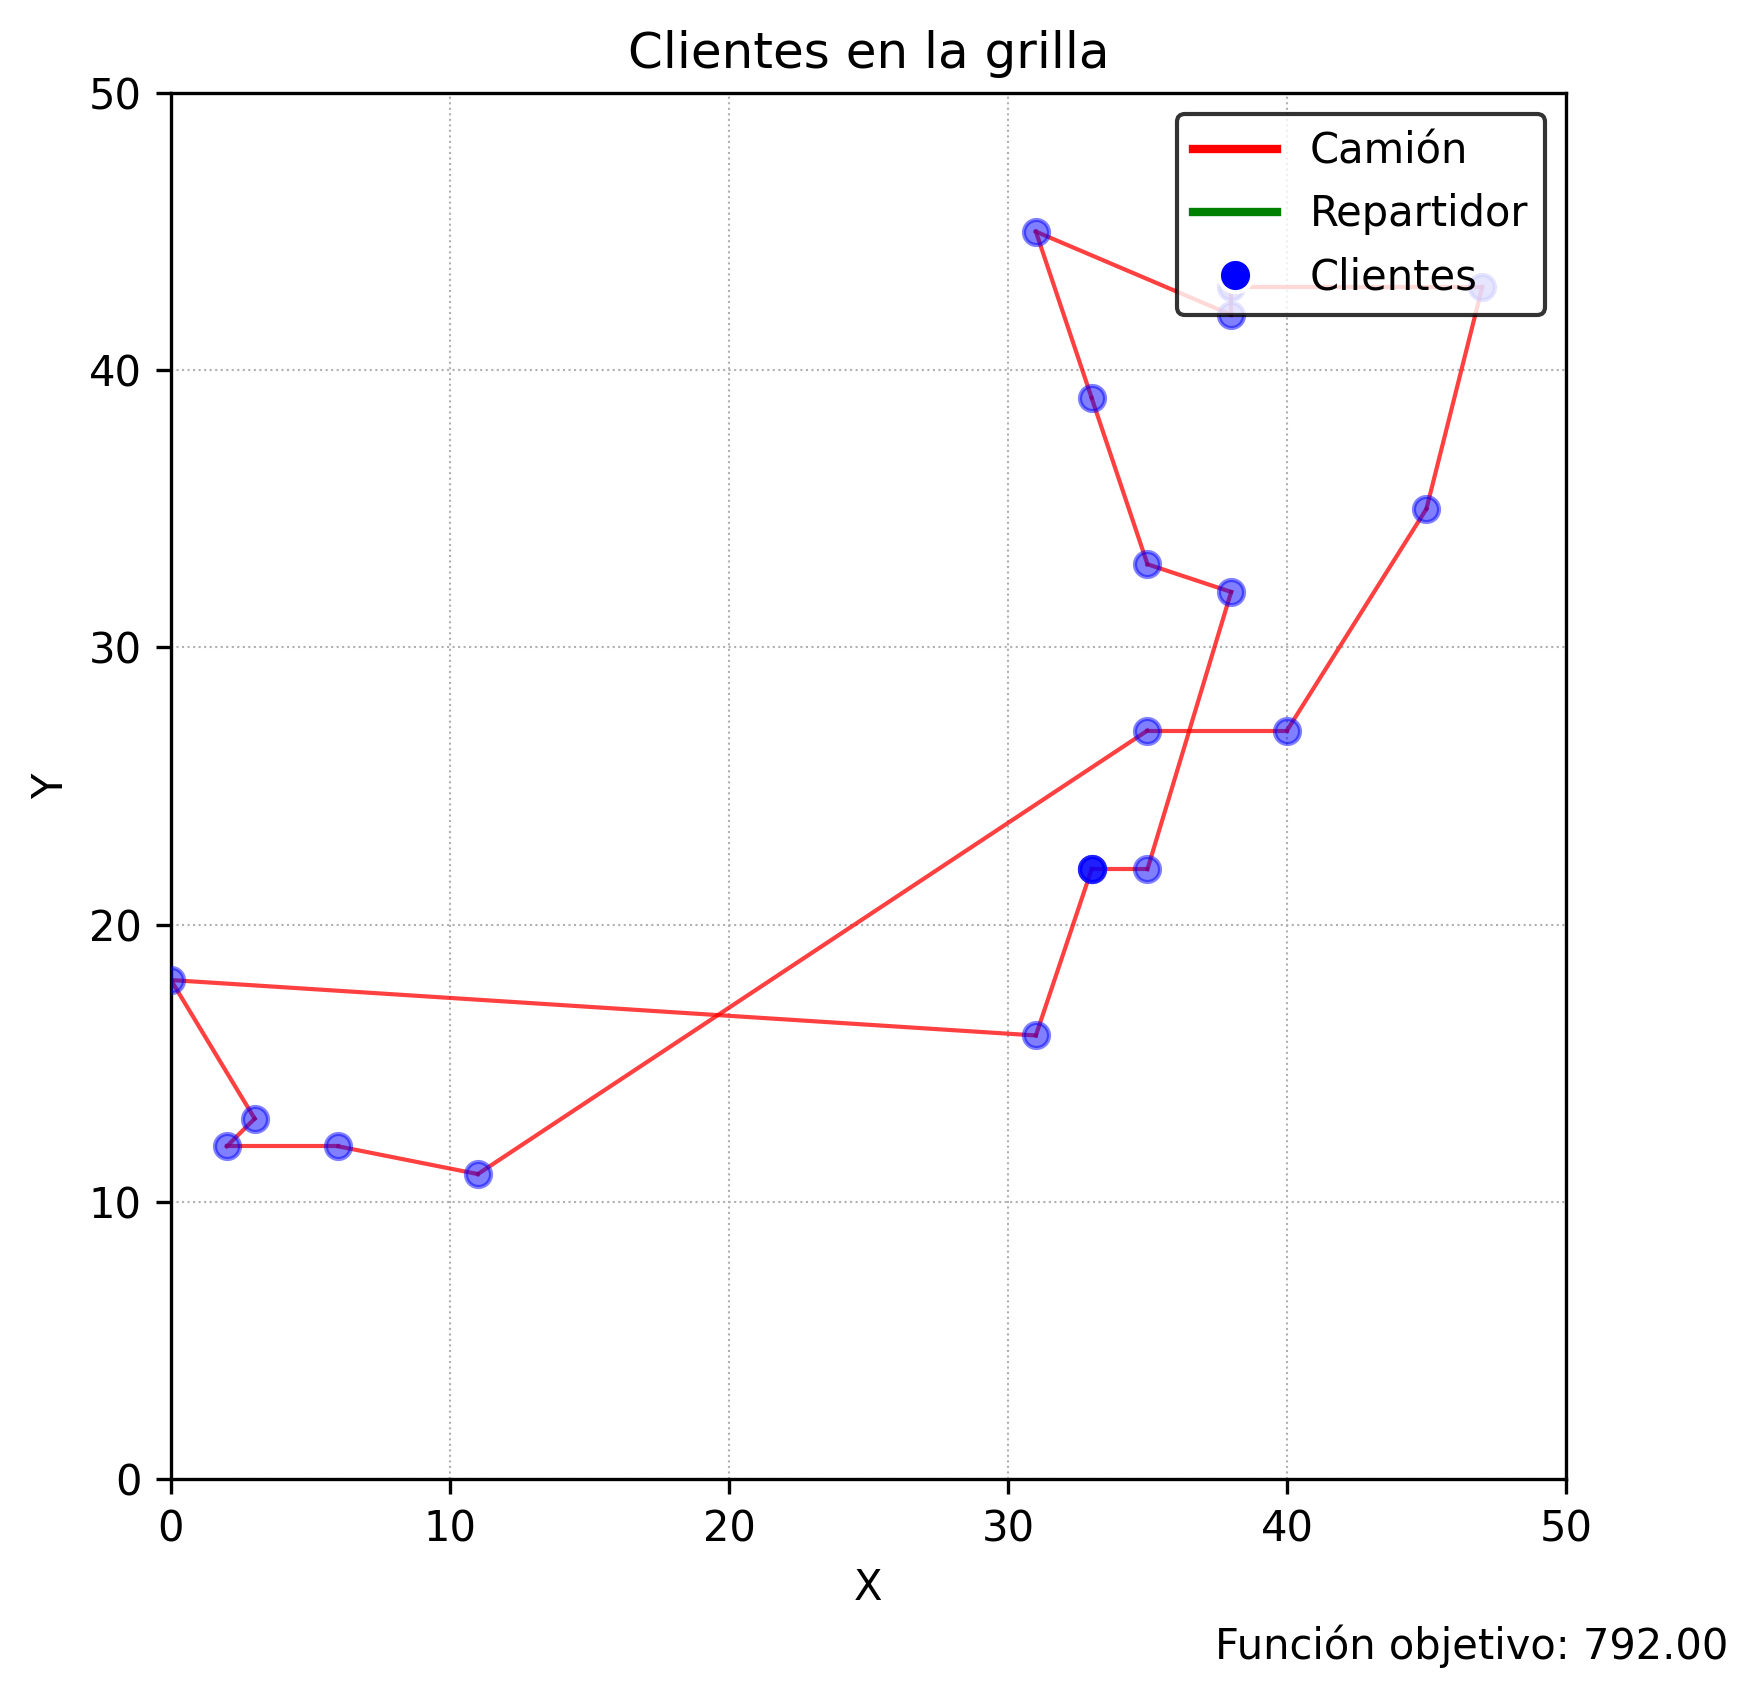 Clientes en la grilla
Camión
Repartidor
Clientes
50
40
30
20
10
0
Y
0 10 20 30 40 50
X
Función objetivo: 792.00